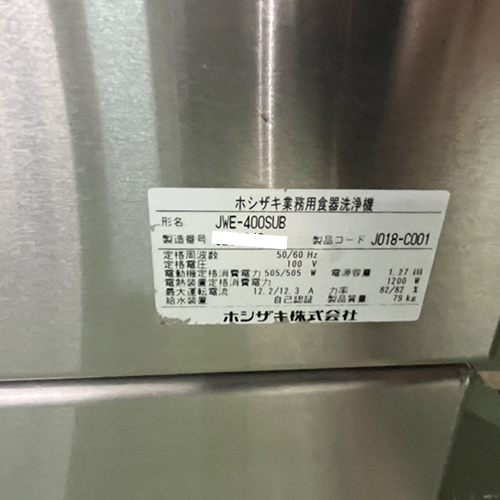 ホシザキ業務用食器洗浄機
形名 JWE-400SUB
製造番号 製品コード J018-C001
定格周波数 50/60 Hz
定格電圧 100 V
電動機定格消費電力 505/505 W 電源容量 1.27 kVA
電熱装置定格消費電力 1200 W
最大運転電流 12.2/12.3 A 力率 82/82 %
給水装置 自己認証 製品質量 79 kg
ホシザキ株式会社